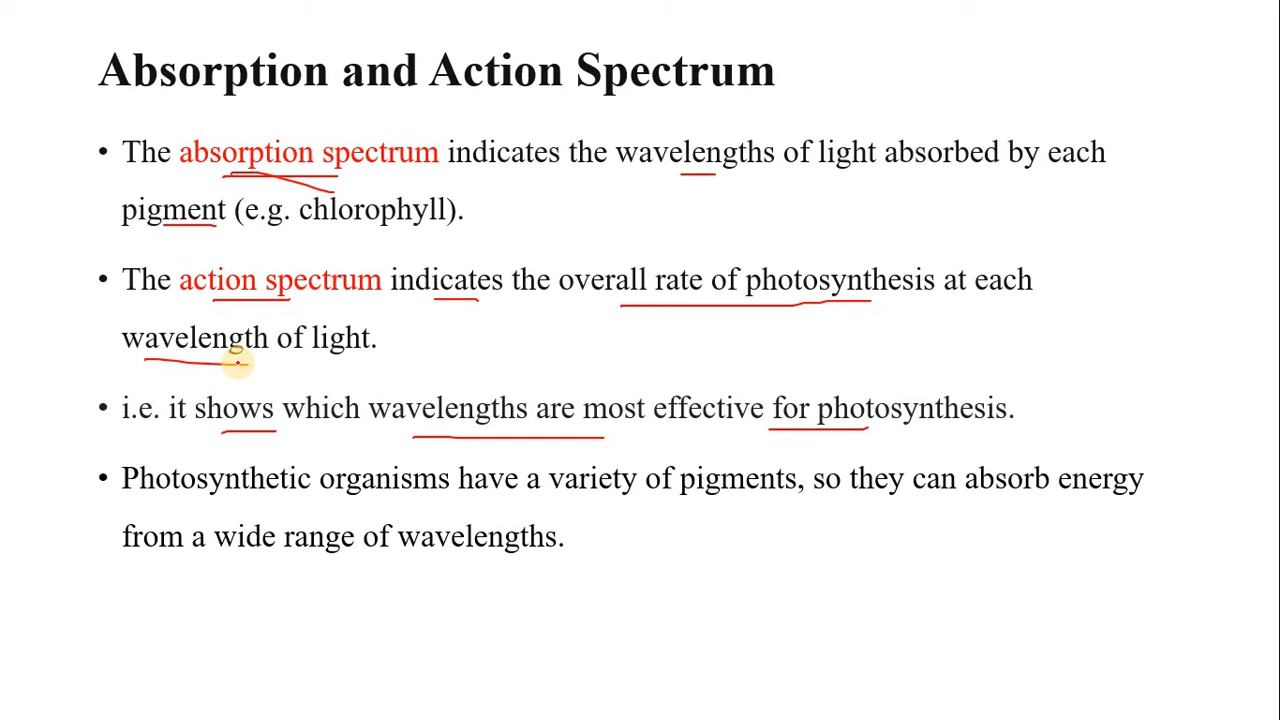 Absorption and Action Spectrum
• The absorption spectrum indicates the wavelengths of light absorbed by each
pigment (e.g. chlorophyll).
• The action spectrum indicates the overall rate of photosynthesis at each
wavelength of light.
• i.e. it shows which wavelengths are most effective for photosynthesis.
• Photosynthetic organisms have a variety of pigments, so they can absorb energy
from a wide range of wavelengths.